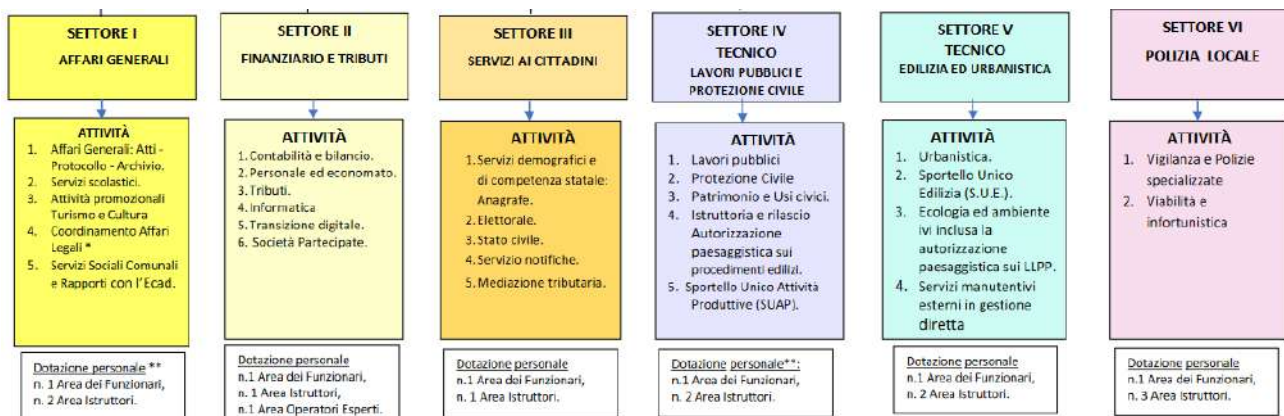 SETTORE I
AFFARI GENERALI
ATTIVITÀ
1. Affari Generali: Atti -
Protocollo - Archivio.
2. Servizi scolastici.
3. Attività promozionali
Turismo e Cultura
4. Coordinamento Affari
Legali *
5. Servizi Sociali Comunali
e Rapporti con l'Ecad.
Dotazione personale **
n. 1 Area dei Funzionari,
n. 2 Area Istruttori.
SETTORE II
FINANZIARIO E TRIBUTI
ATTIVITÀ
1. Contabilità e bilancio.
2. Personale ed economato.
3. Tributi.
4. Informatica
5. Transizione digitale.
6. Società Partecipate.
Dotazione personale
n.1 Area dei Funzionari,
n. 1 Area Istruttori,
n.1 Area Operatori Esperti.
SETTORE III
SERVIZI AI CITTADINI
ATTIVITÀ
1. Servizi demografici e
di competenza statale:
Anagrafe.
2. Elettorale.
3. Stato civile.
4. Servizio notifiche.
5. Mediazione tributaria.
Dotazione personale
n.1 Area dei Funzionari,
n. 1 Area Istruttori.
SETTORE IV
TECNICO
LAVORI PUBBLICI E
PROTEZIONE CIVILE
ATTIVITÀ
1. Lavori pubblici
2. Protezione Civile
3. Patrimonio e Usi civici.
4. Istruttoria e rilascio
Autorizzazione
paesaggistica sui
procedimenti edilizi.
5. Sportello Unico Attività
Produttive (SUAP).
Dotazione personale**:
n.1 Area dei Funzionari,
n. 2 Area Istruttori.
SETTORE V
TECNICO
EDILIZIA ED URBANISTICA
ATTIVITÀ
1. Urbanistica.
2. Sportello Unico
Edilizia (S.U.E.).
3. Ecologia ed ambiente
ivi inclusa la
autorizzazione
paesaggistica sui LLPP.
4. Servizi manutentivi
esterni in gestione
diretta
Dotazione personale
n.1 Area dei Funzionari,
n. 2 Area Istruttori.
SETTORE VI
POLIZIA LOCALE
ATTIVITÀ
1. Vigilanza e Polizie
specializzate
2. Viabilità e
infortunistica
Dotazione personale
n.1 Area dei Funzionari,
n. 3 Area Istruttori.